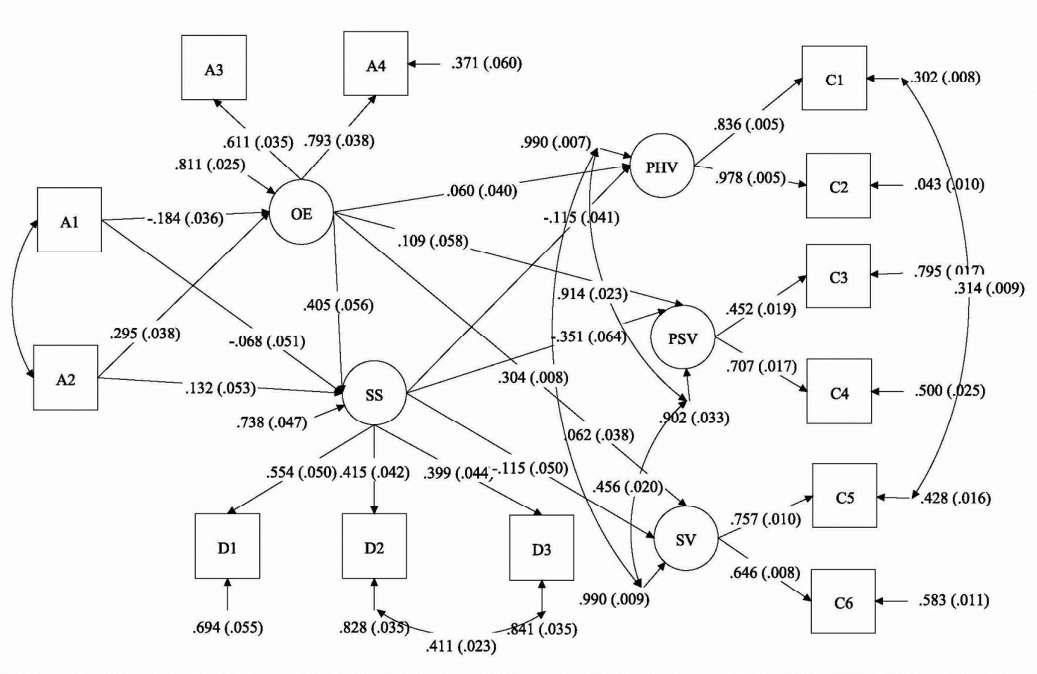 A3
A4
.371 (.060)
C1
.302 (.008)
.611 (.035)
.793 (.038)
.836 (.005)
.811 (.025)
.990 (.007)
PHV
.978 (.005)
C2
.043 (.010)
A1
-.184 (.036)
OE
.060 (.040)
-.115 (.041)
.109 (.058)
C3
.795 (.017)
.314 (.009)
.405 (.056)
.914 (.023)
.452 (.019)
.295 (.038)
-.068 (.051)
-.351 (.064)
PSV
.707 (.017)
A2
.132 (.053)
SS
.304 (.008)
C4
.500 (.025)
.738 (.047)
.902 (.033)
.062 (.038)
.554 (.050)
.415 (.042)
.399 (.044)
-.115 (.050)
.456 (.020)
C5
.428 (.016)
.757 (.010)
D1
D2
D3
SV
.646 (.008)
.990 (.009)
C6
.583 (.011)
.694 (.055)
.828 (.035)
.411 (.023)
.841 (.035)